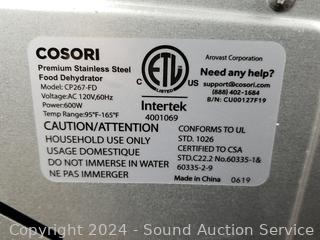 COSORI
Premium Stainless Steel
Food Dehydrator
Model: CP267-FD
Voltage:AC 120V,60HZ
Power:600W
Temp Range:95°F-165°F
CAUTION/ATTENTION
HOUSEHOLD USE ONLY
USAGE DOMESTIQUE
DO NOT IMMERSE IN WATER
NE PAS IMMERGER
ETL
C
US
LISTED
Intertek
4001069
Arovast Corporation
Need any help?
support@cosori.com
(888) 402-1684
B/N: CU00127F19
CONFORMS TO UL
STD. 1026
CERTIFIED TO CSA
STD.C22.2 No.60335-1&
60335-2-9
Made in China 0619
Copyright 2024 - Sound Auction Service